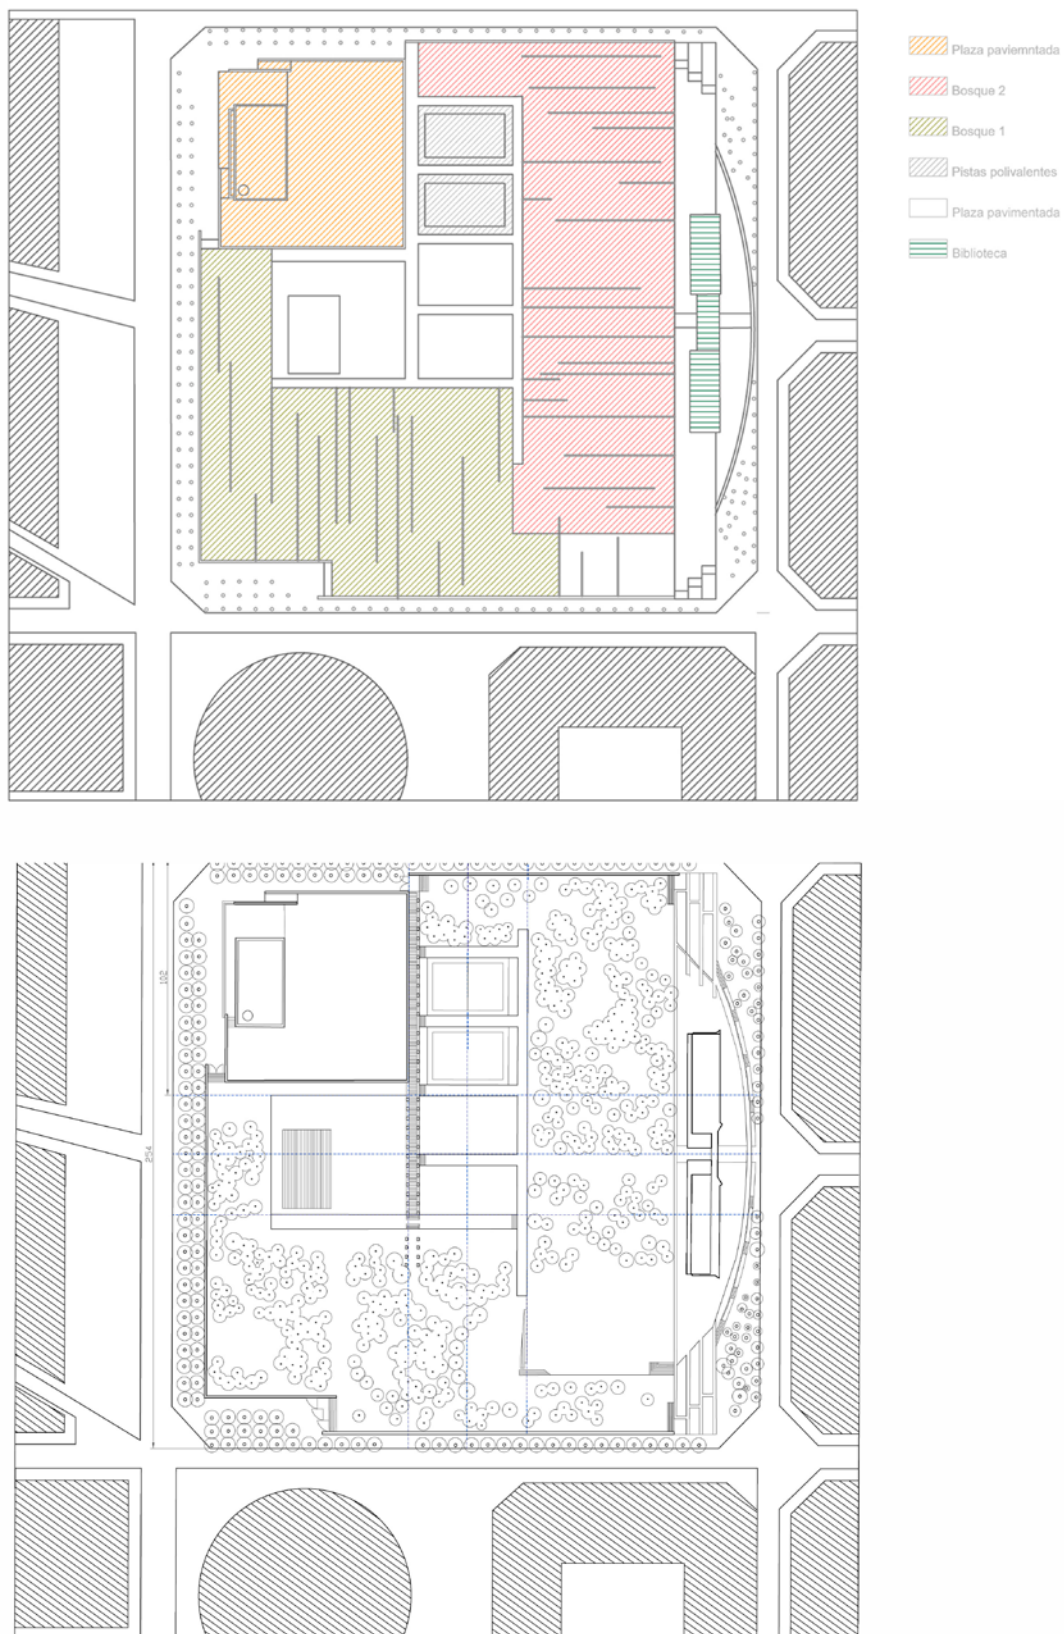 Plaza paviemntada
Bosque 2
Bosque 1
Pistas polivalentes
Plaza pavimentada
Biblioteca
102
254